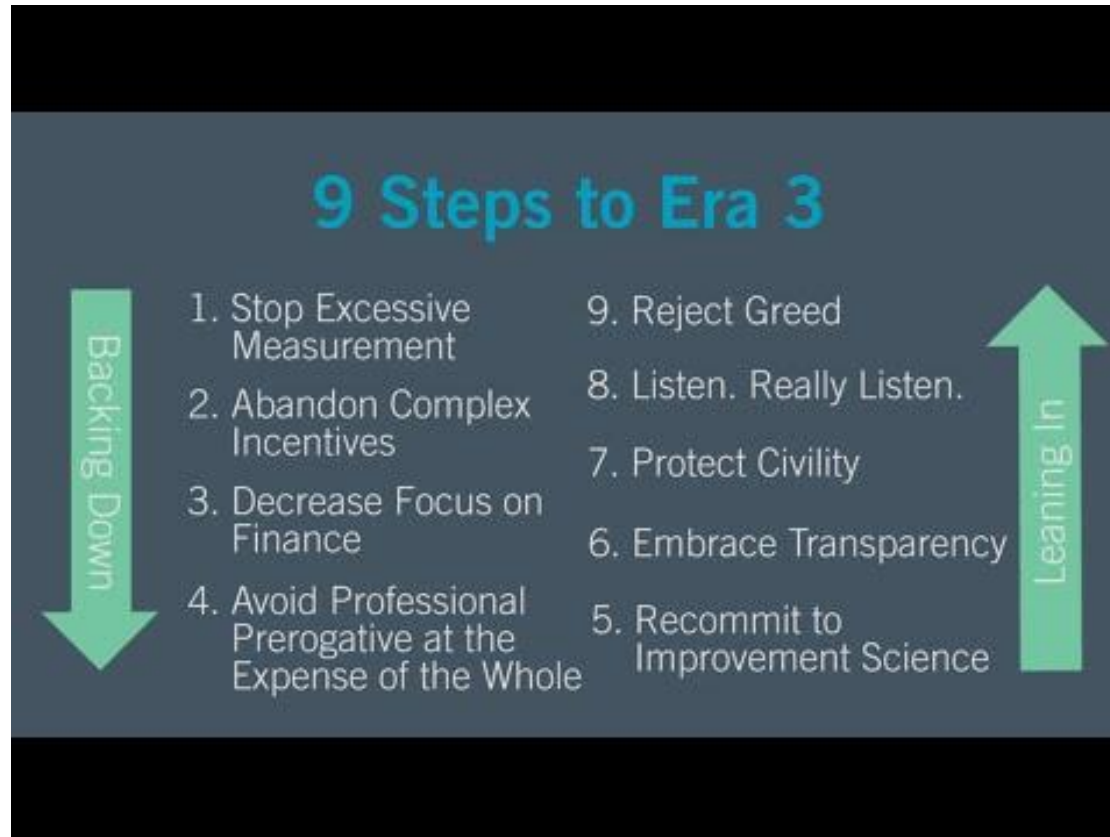 9 Steps to Era 3
Backing Down
1. Stop Excessive
Measurement
2. Abandon Complex
Incentives
3. Decrease Focus on
Finance
4. Avoid Professional
Prerogative at the
Expense of the Whole
9. Reject Greed
8. Listen. Really Listen.
7. Protect Civility
6. Embrace Transparency
5. Recommit to
Improvement Science
Leaning In